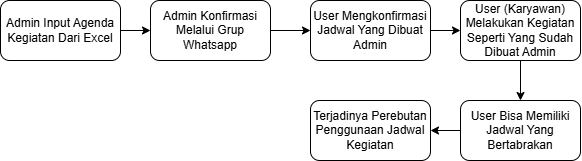 Admin Input Agenda
Kegiatan Dari Excel
Admin Konfirmasi
Melalui Grup
Whatsapp
User Mengkonfirmasi
Jadwal Yang Dibuat
Admin
User (Karyawan)
Melakukan Kegiatan
Seperti Yang Sudah
Dibuat Admin
User Bisa Memiliki
Jadwal Yang
Bertabrakan
Terjadinya Perebutan
Penggunaan Jadwal
Kegiatan